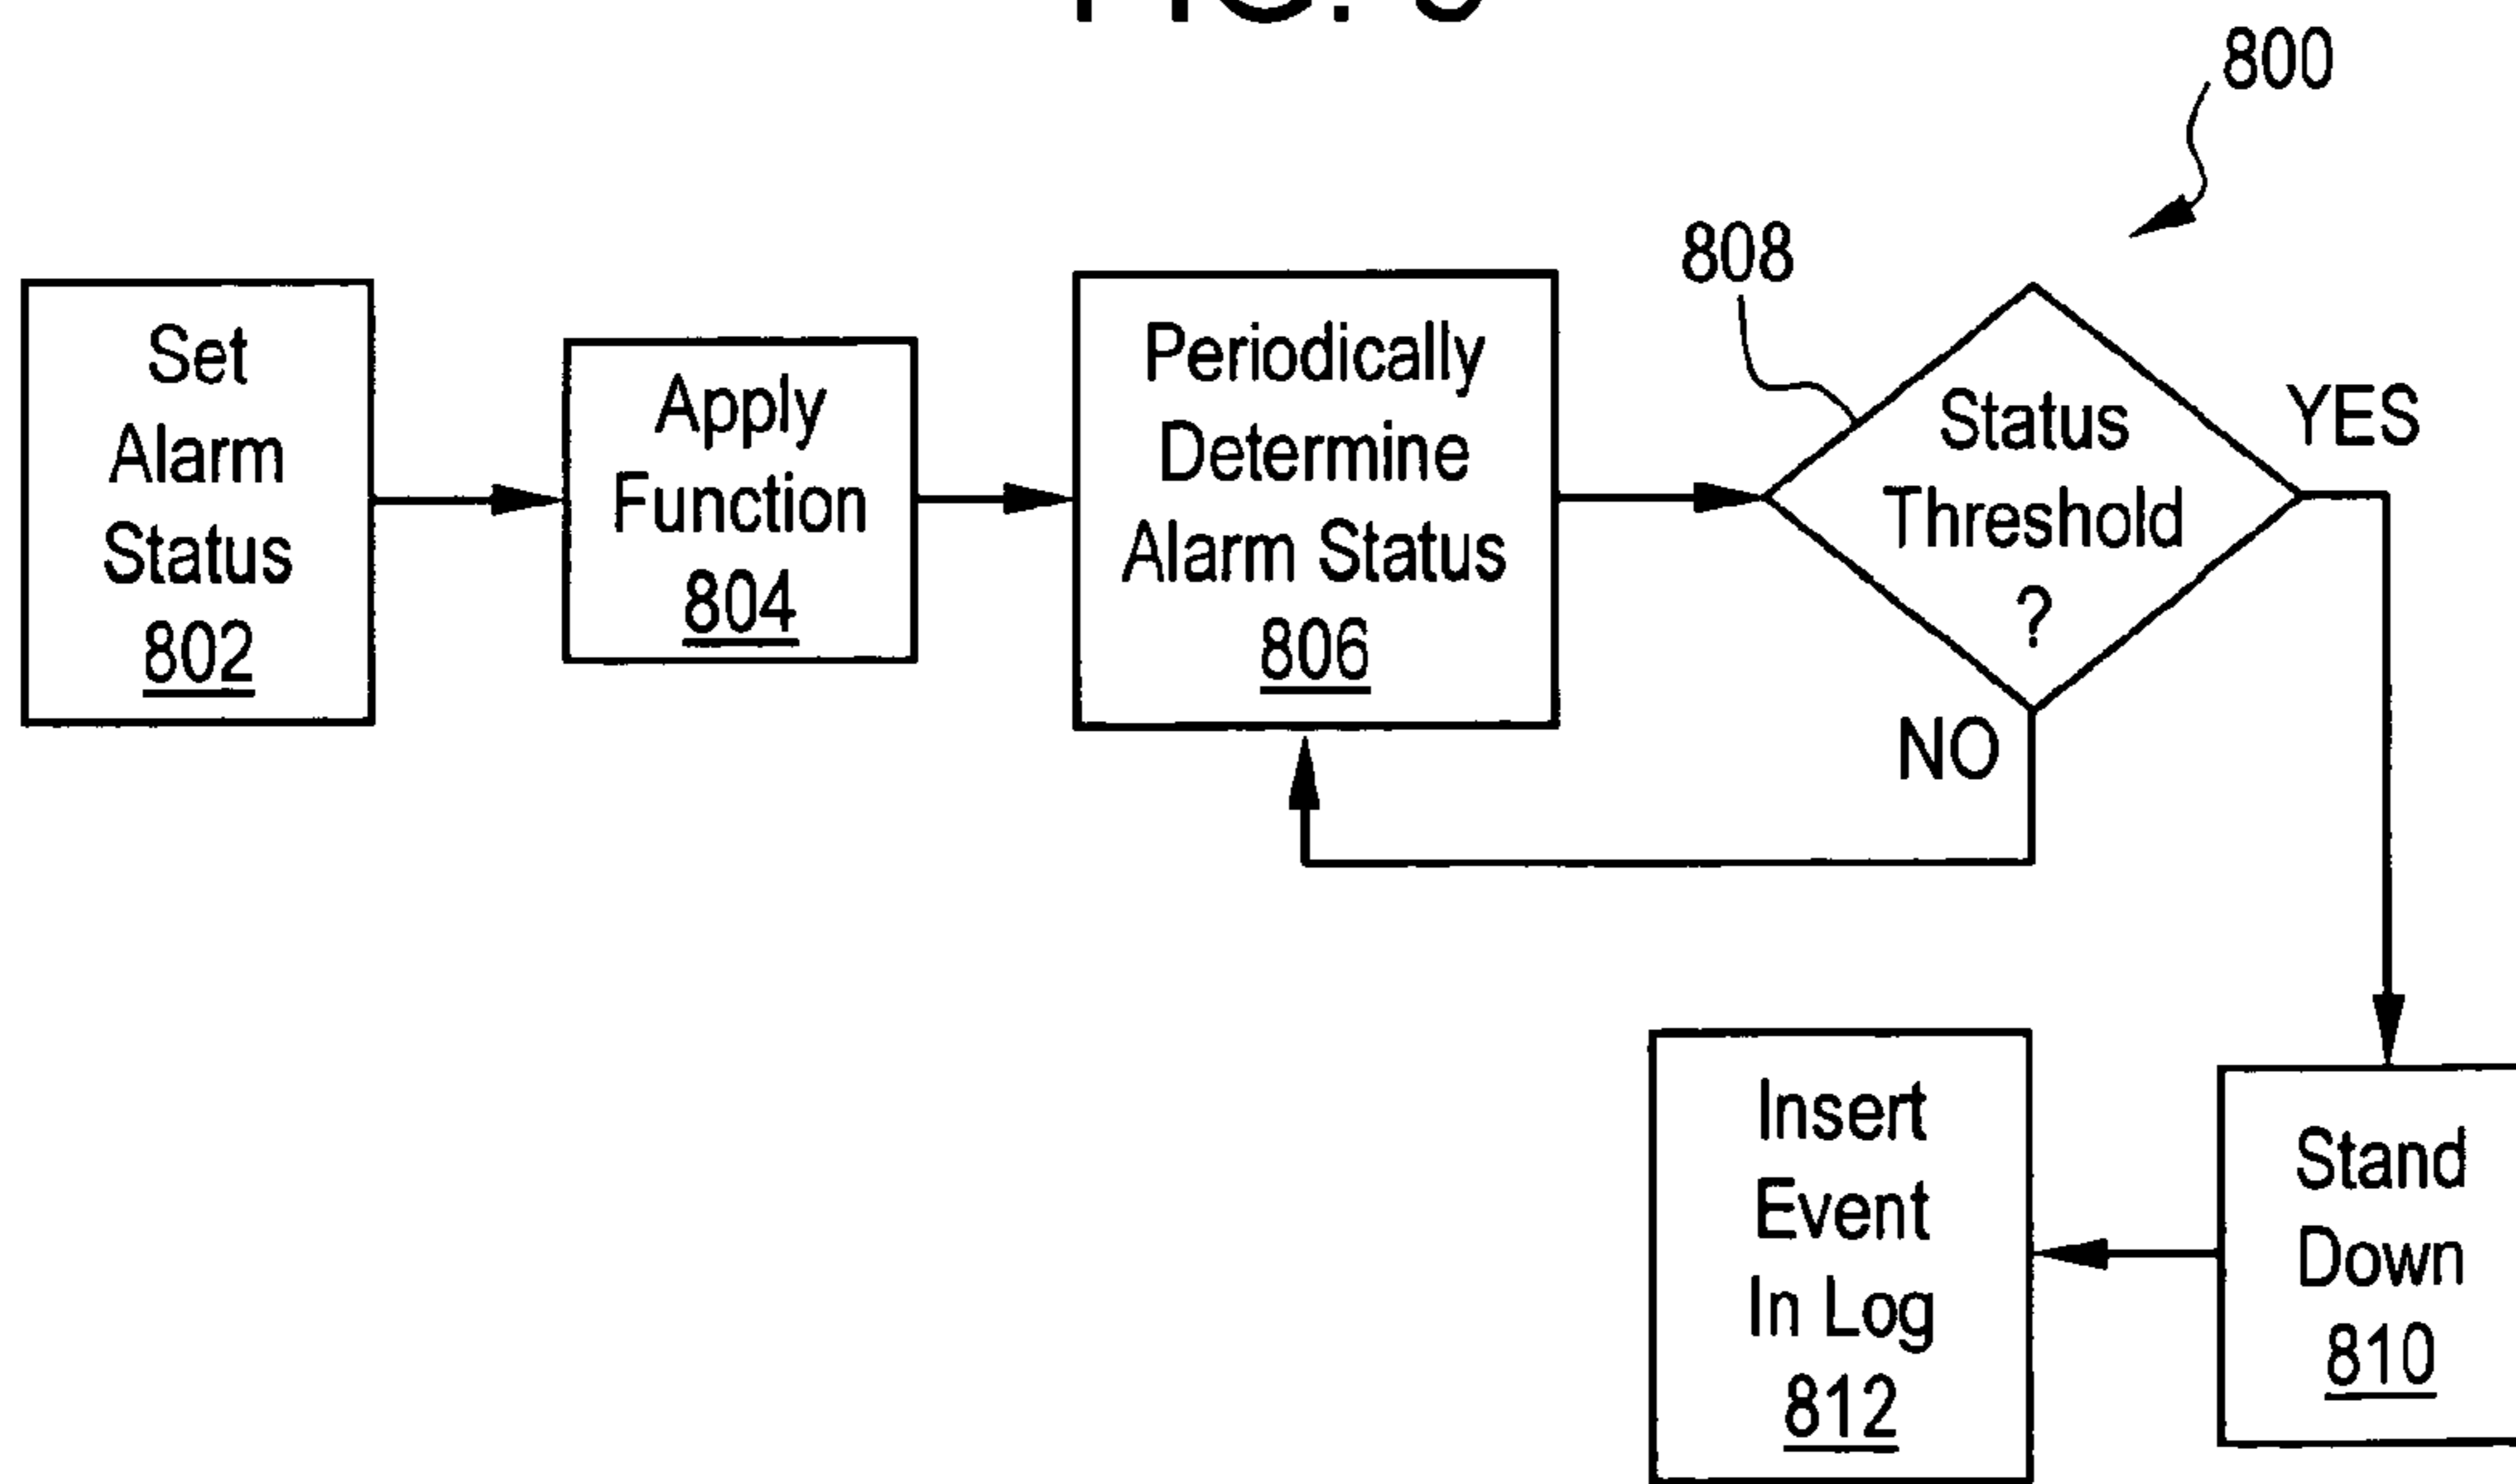 800
808
Set
Alarm
Status
802
Apply
Function
804
Periodically
Determine
Alarm Status
806
Status
Threshold
?
YES
NO
Insert
Event
In Log
812
Stand
Down
810